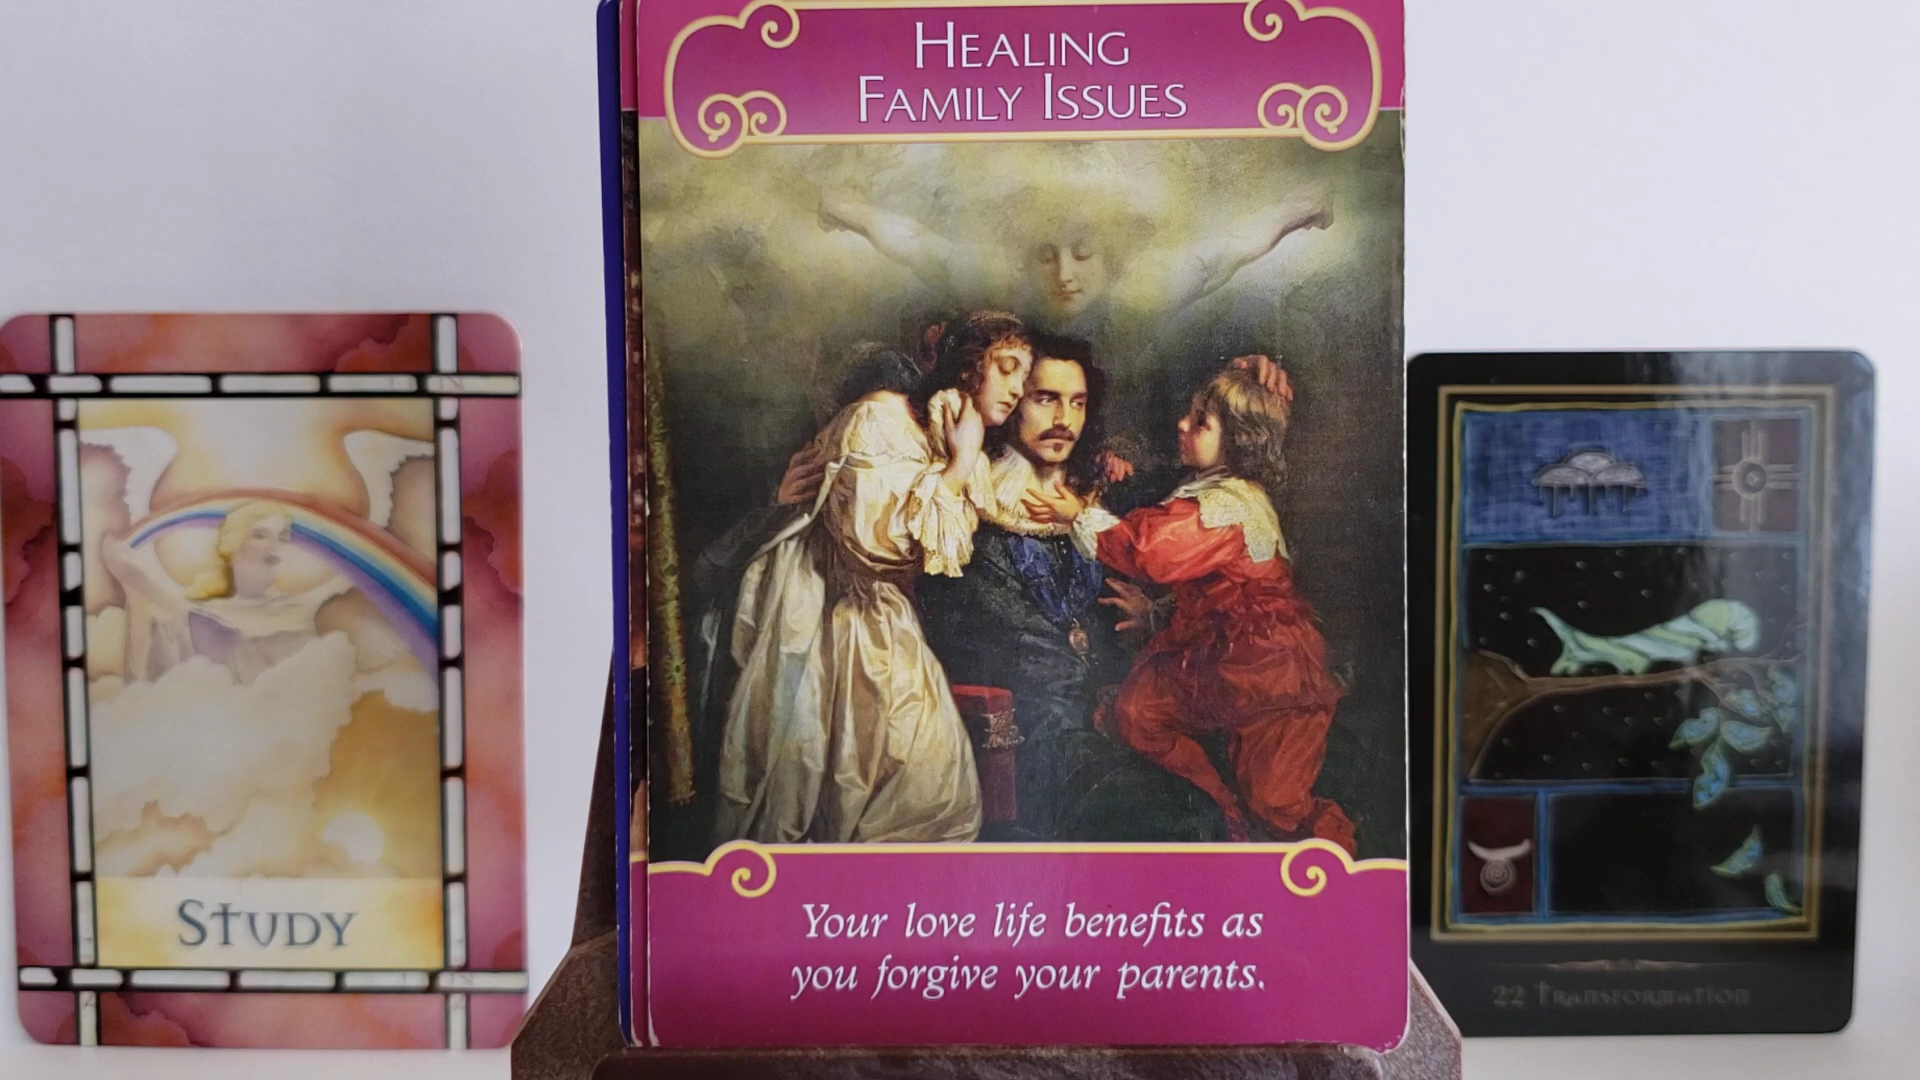 Healing
Family Issues
Your love life benefits as
you forgive your parents.
Study
22 Transformation